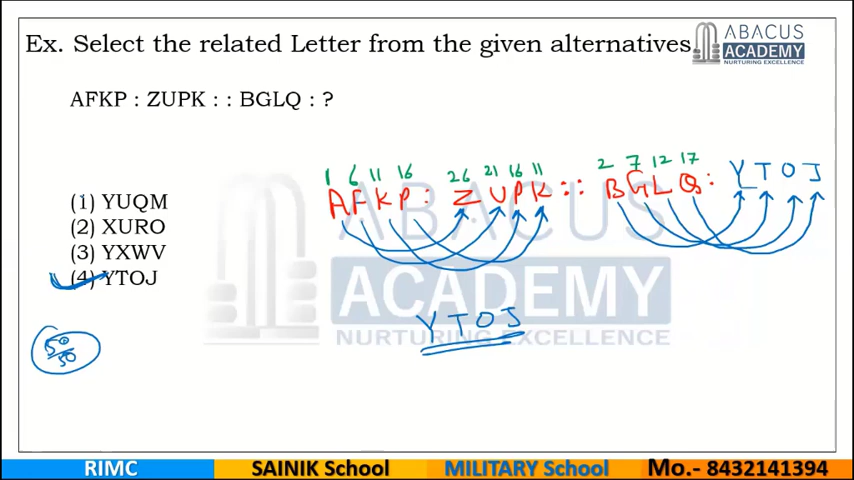 Ex. Select the related Letter from the given alternatives
ABACUS
ACADEMY
NURTURING EXCELLENCE
AFKP : ZUPK : : BGLQ : ?
1 6 11 16 26 21 16 11 2 7 12 17
AFKP : ZUPK :: BGLQ : YTOJ
(1) YUQM
(2) XURO
(3) YXWV
(4) YTOJ
ABACUS
ACADEMY
NURTURING EXCELLENCE
YTOJ
50
50
RIMC SAINIK School MILITARY School Mo.- 8432141394